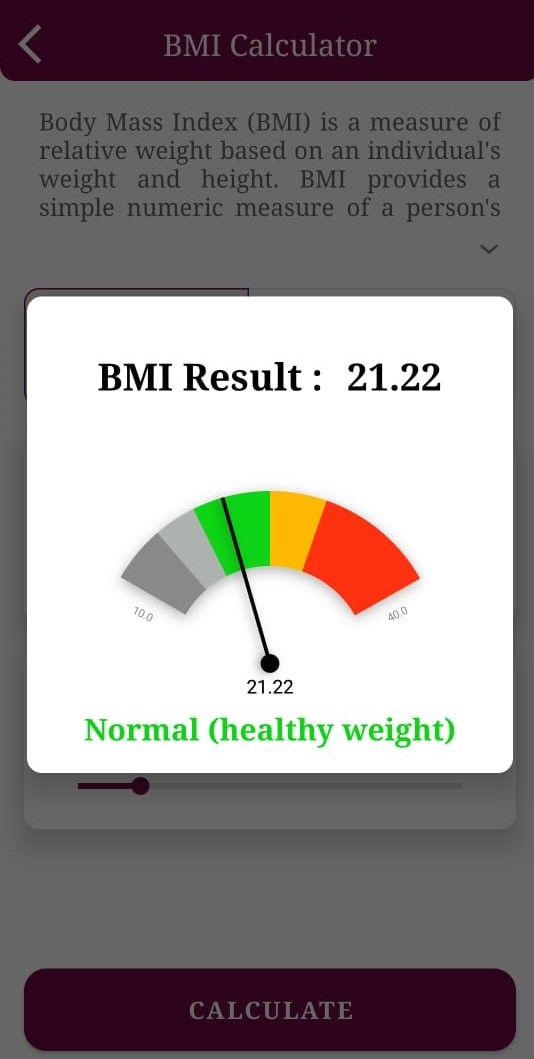 BMI Calculator
Body Mass Index (BMI) is a measure of
relative weight based on an individual's
weight and height. BMI provides a
simple numeric measure of a person's
BMI Result : 21.22
10.0
40.0
21.22
Normal (healthy weight)
CALCULATE